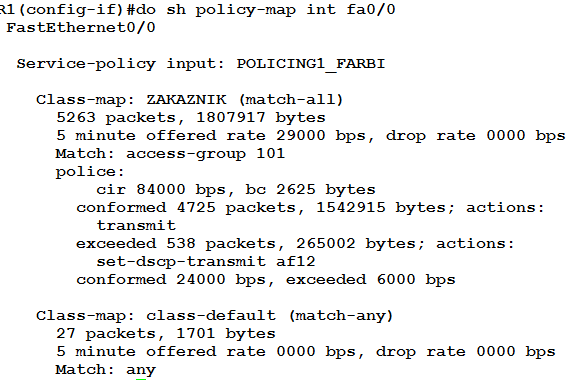 R1(config-if)#do sh policy-map int fa0/0
FastEthernet0/0
Service-policy input: POLICING1_FARBI
Class-map: ZAKAZNIK (match-all)
5263 packets, 1807917 bytes
5 minute offered rate 29000 bps, drop rate 0000 bps
Match: access-group 101
police:
cir 84000 bps, bc 2625 bytes
conformed 4725 packets, 1542915 bytes; actions:
transmit
exceeded 538 packets, 265002 bytes; actions:
set-dscp-transmit af12
conformed 24000 bps, exceeded 6000 bps
Class-map: class-default (match-any)
27 packets, 1701 bytes
5 minute offered rate 0000 bps, drop rate 0000 bps
Match: any